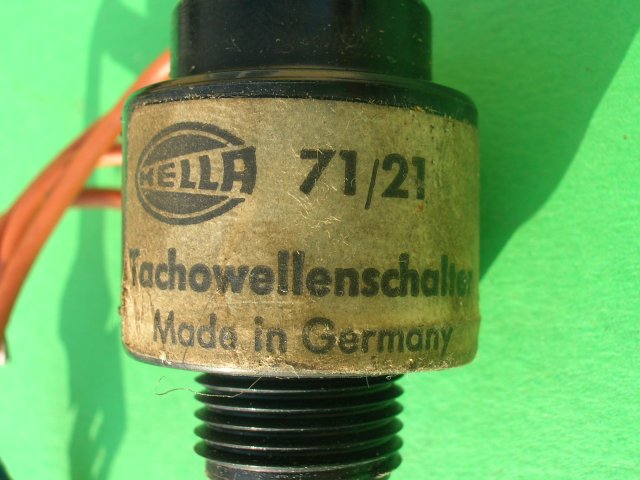 HELLA 71/21
Tachowellenschalter
Made in Germany